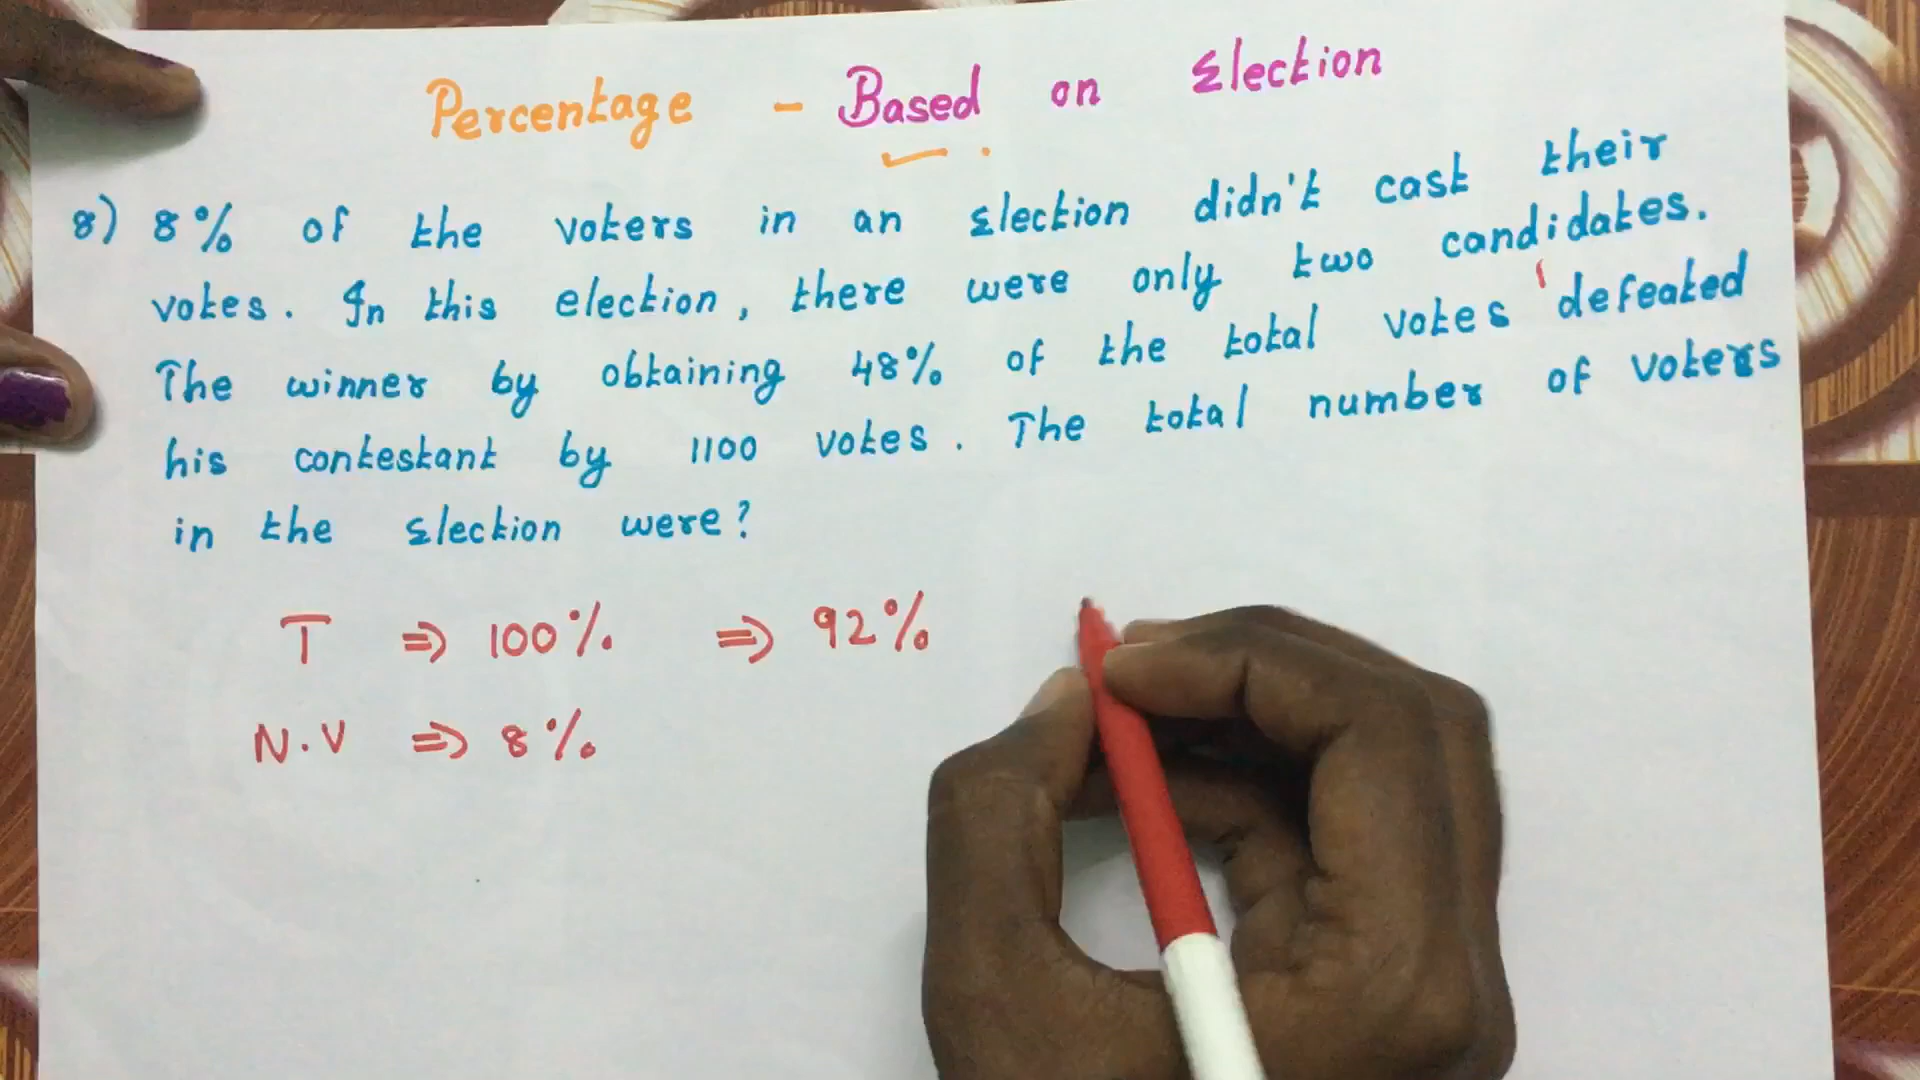 Percentage - Based on Election
8) 8% of the voters in an Election didn't cast their
votes. In this election, there were only two candidates.
The winner by obtaining 48% of the total votes defeated
his contestant by 1100 votes. The total number of voters
in the Election were?
T ⇒ 100% ⇒ 92%
N.V ⇒ 8%